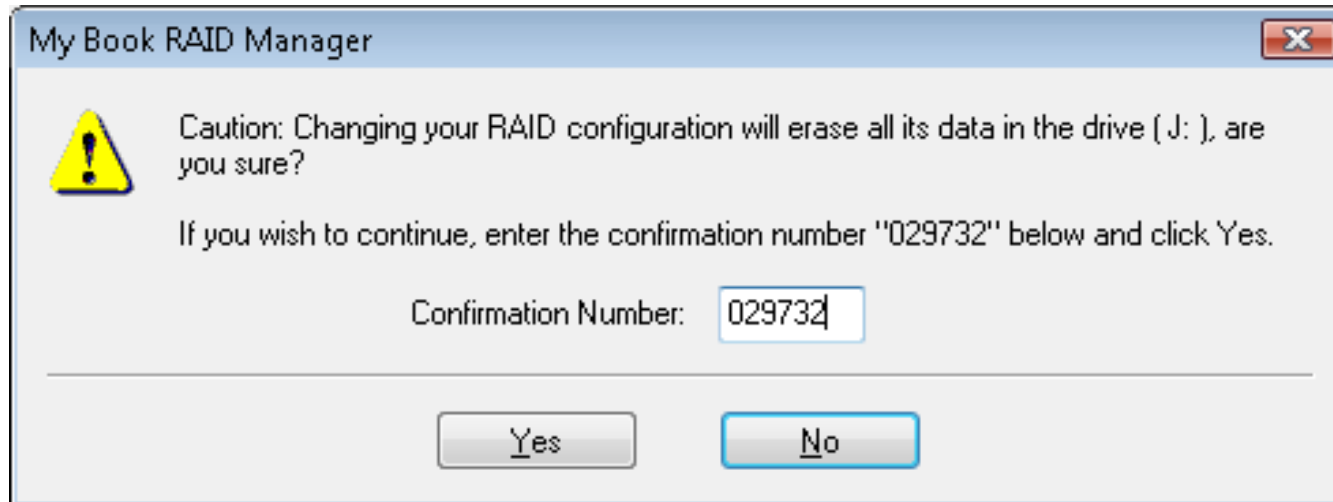 My Book RAID Manager
Caution: Changing your RAID configuration will erase all its data in the drive ( J: ), are
you sure?
If you wish to continue, enter the confirmation number "029732" below and click Yes.
Confirmation Number: 029732
Yes No